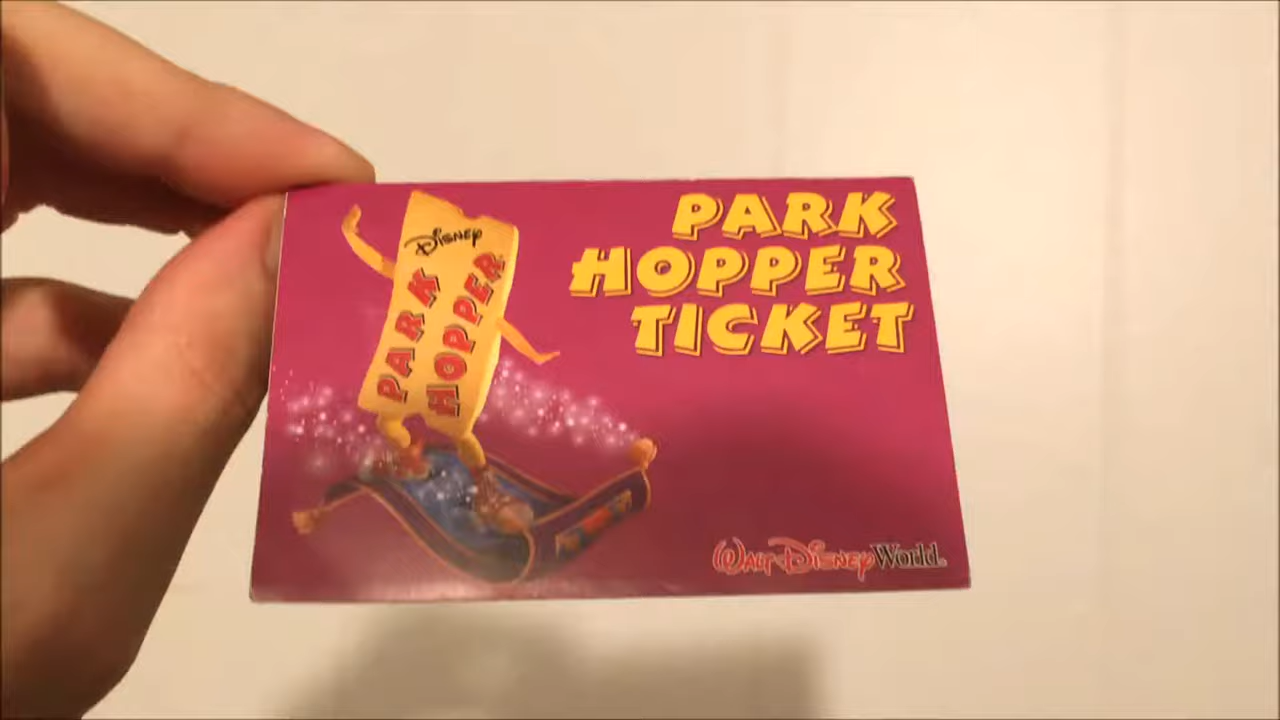 Disney
PARK
HOPPER
PARK
HOPPER
TICKET
Walt Disney World